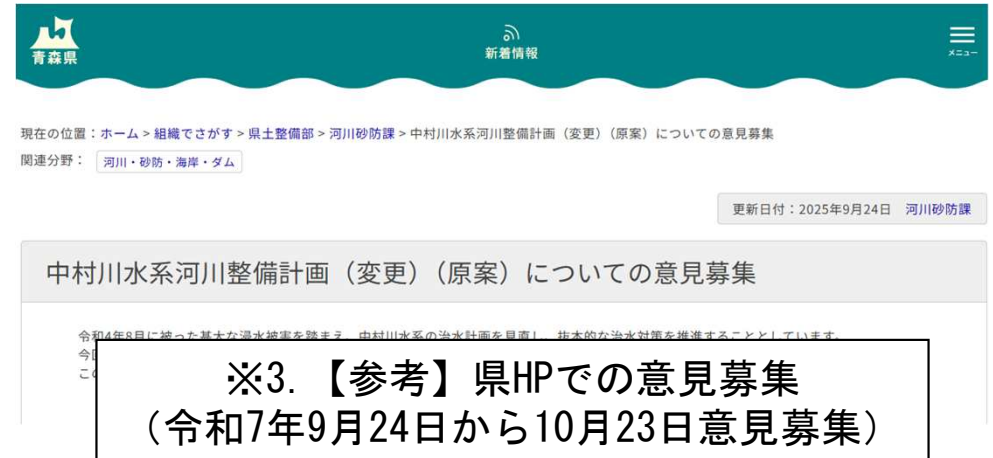 青森県
新着情報
メニュー
現在の位置：ホーム > 組織でさがす > 県土整備部 > 河川砂防課 > 中村川水系河川整備計画（変更）（原案）についての意見募集
関連分野： 河川・砂防・海岸・ダム
更新日付：2025年9月24日 河川砂防課
中村川水系河川整備計画（変更）（原案）についての意見募集
令和4年8月に被った甚大な浸水被害を踏まえ、中村川水系の治水計画を見直し、抜本的な治水対策を推進することとしています。
今
こ
※3.【参考】県HPでの意見募集
（令和7年9月24日から10月23日意見募集）